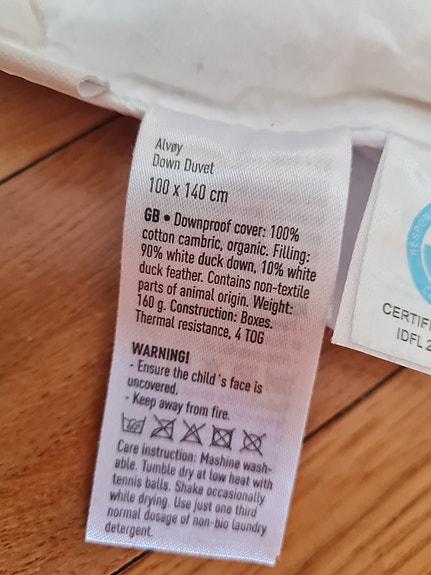 Alvøy
Down Duvet
100 x 140 cm
GB • Downproof cover: 100%
cotton cambric, organic. Filling:
90% white duck down, 10% white
duck feather. Contains non-textile
parts of animal origin. Weight:
160 g. Construction: Boxes.
Thermal resistance, 4 TOG
WARNING!
- Ensure the child´s face is
uncovered.
- Keep away from fire.
60
Care instruction: Mashine wash-
able. Tumble dry at low heat with
tennis balls. Shake occasionally
while drying. Use just one third
normal dosage of non-bio laundry
detergent.
RESPON
CERTIFI
IDFL 2